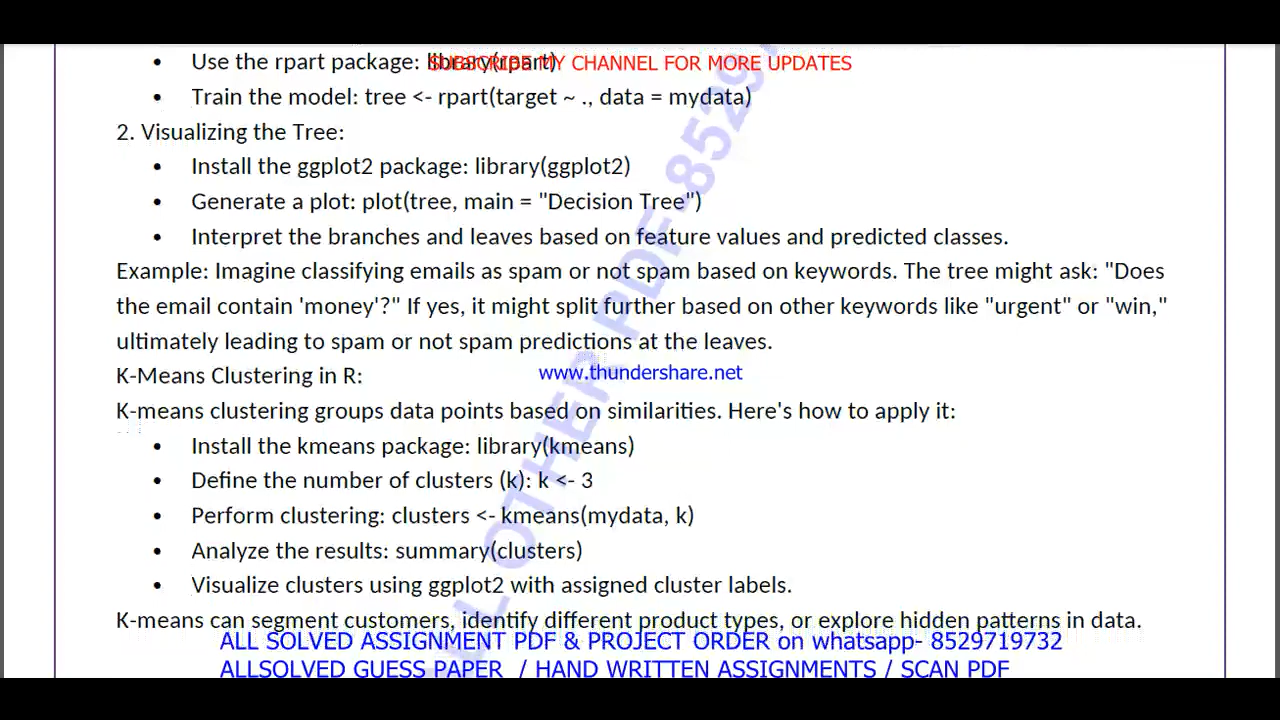 • Use the rpart package: library(rpart)
SUBSCRIBE MY CHANNEL FOR MORE UPDATES
• Train the model: tree <- rpart(target ~ ., data = mydata)
2. Visualizing the Tree:
• Install the ggplot2 package: library(ggplot2)
• Generate a plot: plot(tree, main = "Decision Tree")
• Interpret the branches and leaves based on feature values and predicted classes.
Example: Imagine classifying emails as spam or not spam based on keywords. The tree might ask: "Does
the email contain 'money'?" If yes, it might split further based on other keywords like "urgent" or "win,"
ultimately leading to spam or not spam predictions at the leaves.
K-Means Clustering in R:
www.thundershare.net
K-means clustering groups data points based on similarities. Here's how to apply it:
• Install the kmeans package: library(kmeans)
• Define the number of clusters (k): k <- 3
• Perform clustering: clusters <- kmeans(mydata, k)
• Analyze the results: summary(clusters)
• Visualize clusters using ggplot2 with assigned cluster labels.
K-means can segment customers, identify different product types, or explore hidden patterns in data.
ALL SOLVED ASSIGNMENT PDF & PROJECT ORDER on whatsapp- 8529719732
ALLSOLVED GUESS PAPER / HAND WRITTEN ASSIGNMENTS / SCAN PDF
OTHER PDF-8529